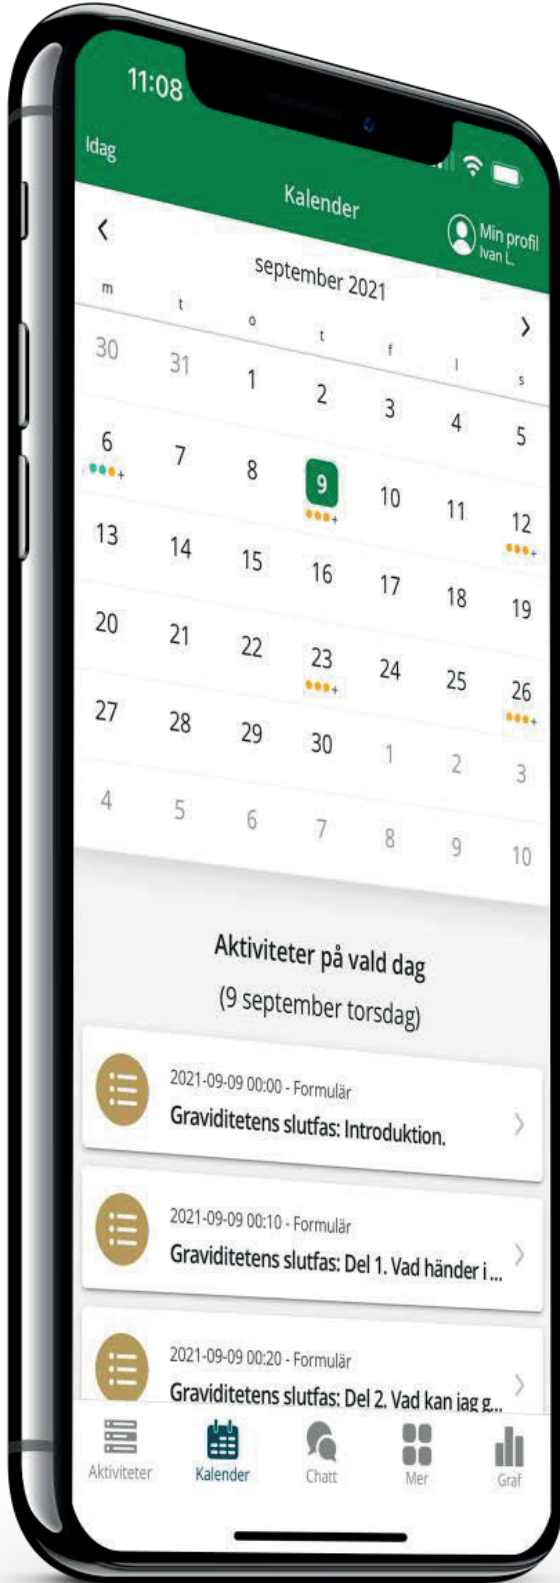 11:08
Idag
Kalender
Min profil
Ivan L.
september 2021
m t o t f l s
30 31 1 2 3 4 5
6 7 8 9 10 11 12
13 14 15 16 17 18 19
20 21 22 23 24 25 26
27 28 29 30 1 2 3
4 5 6 7 8 9 10
Aktiviteter på vald dag
(9 september torsdag)
2021-09-09 00:00 - Formulär
Graviditetens slutfas: Introduktion.
2021-09-09 00:10 - Formulär
Graviditetens slutfas: Del 1. Vad händer i ...
2021-09-09 00:20 - Formulär
Graviditetens slutfas: Del 2. Vad kan jag g...
Aktiviteter Kalender Chatt Mer Graf